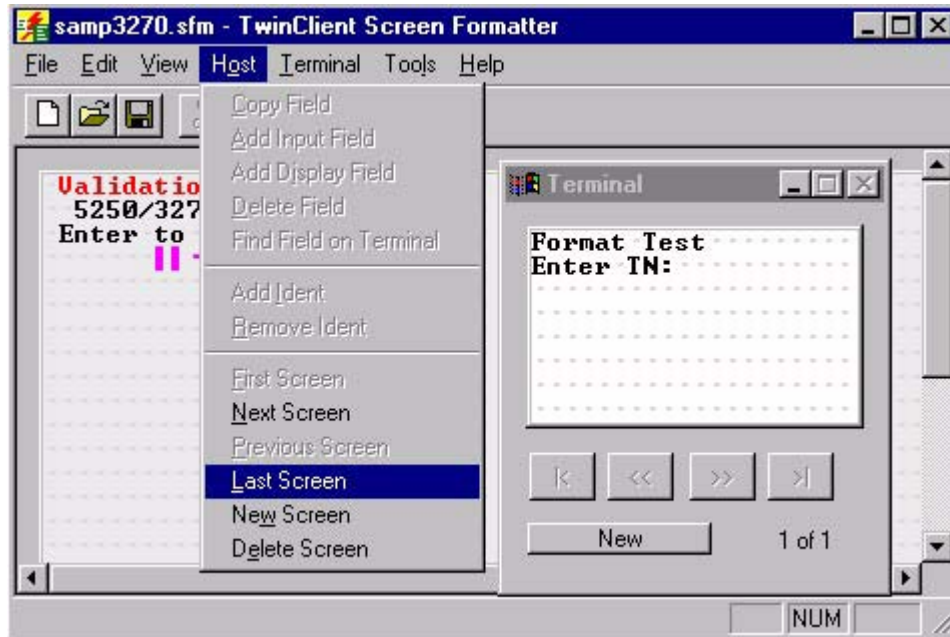 samp3270.sfm - TwinClient Screen Formatter
File Edit View Host Terminal Tools Help
Copy Field
Add Input Field
Add Display Field
Delete Field
Find Field on Terminal
Add Ident
Remove Ident
First Screen
Next Screen
Previous Screen
Last Screen
New Screen
Delete Screen
Validatio
5250/327
Enter to
Terminal
Format Test
Enter TN:
|< << >> >|
New 1 of 1
NUM